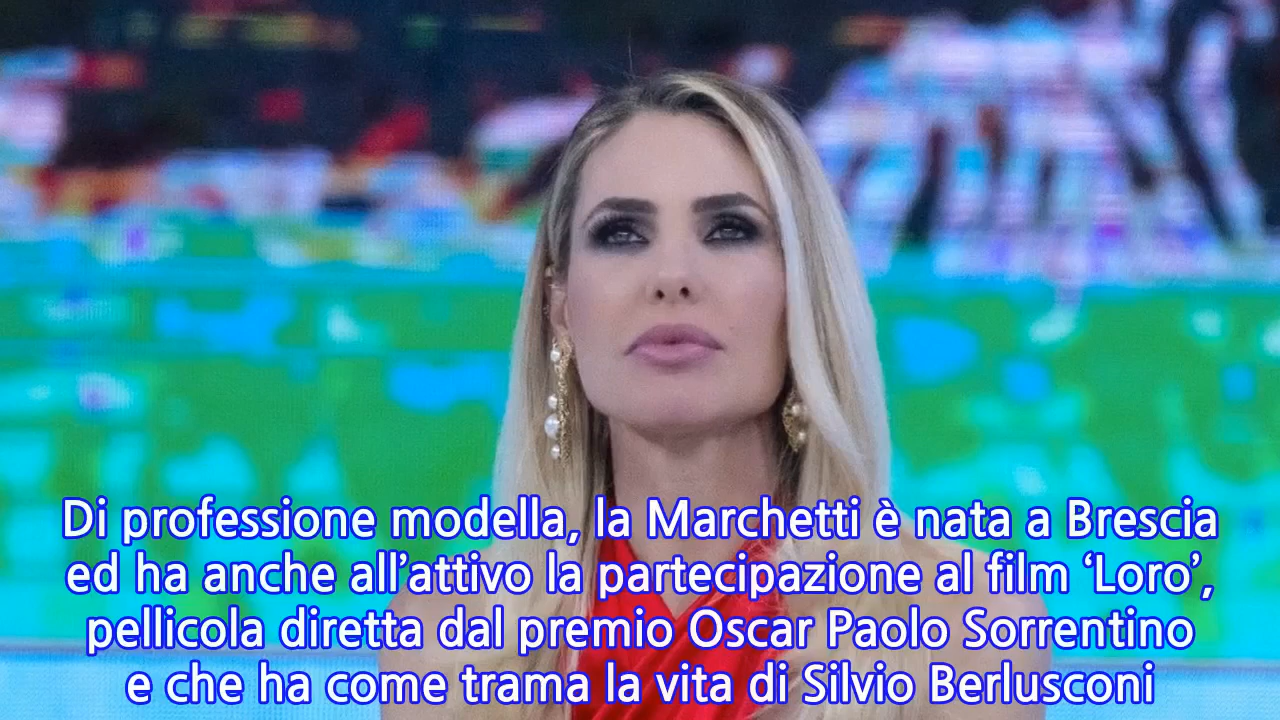 Di professione modella, la Marchetti è nata a Brescia
ed ha anche all’attivo la partecipazione al film ‘Loro’,
pellicola diretta dal premio Oscar Paolo Sorrentino
e che ha come trama la vita di Silvio Berlusconi